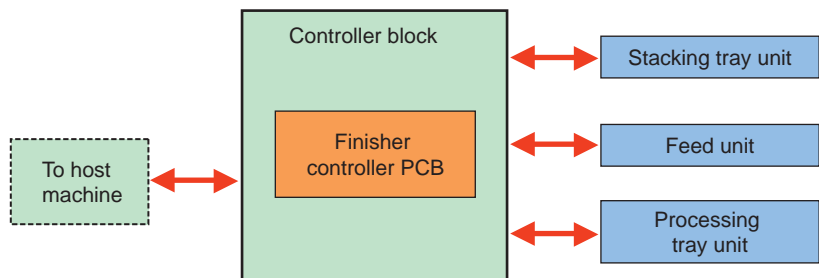 Controller block
Stacking tray unit
Finisher
controller PCB
Feed unit
To host
machine
Processing
tray unit